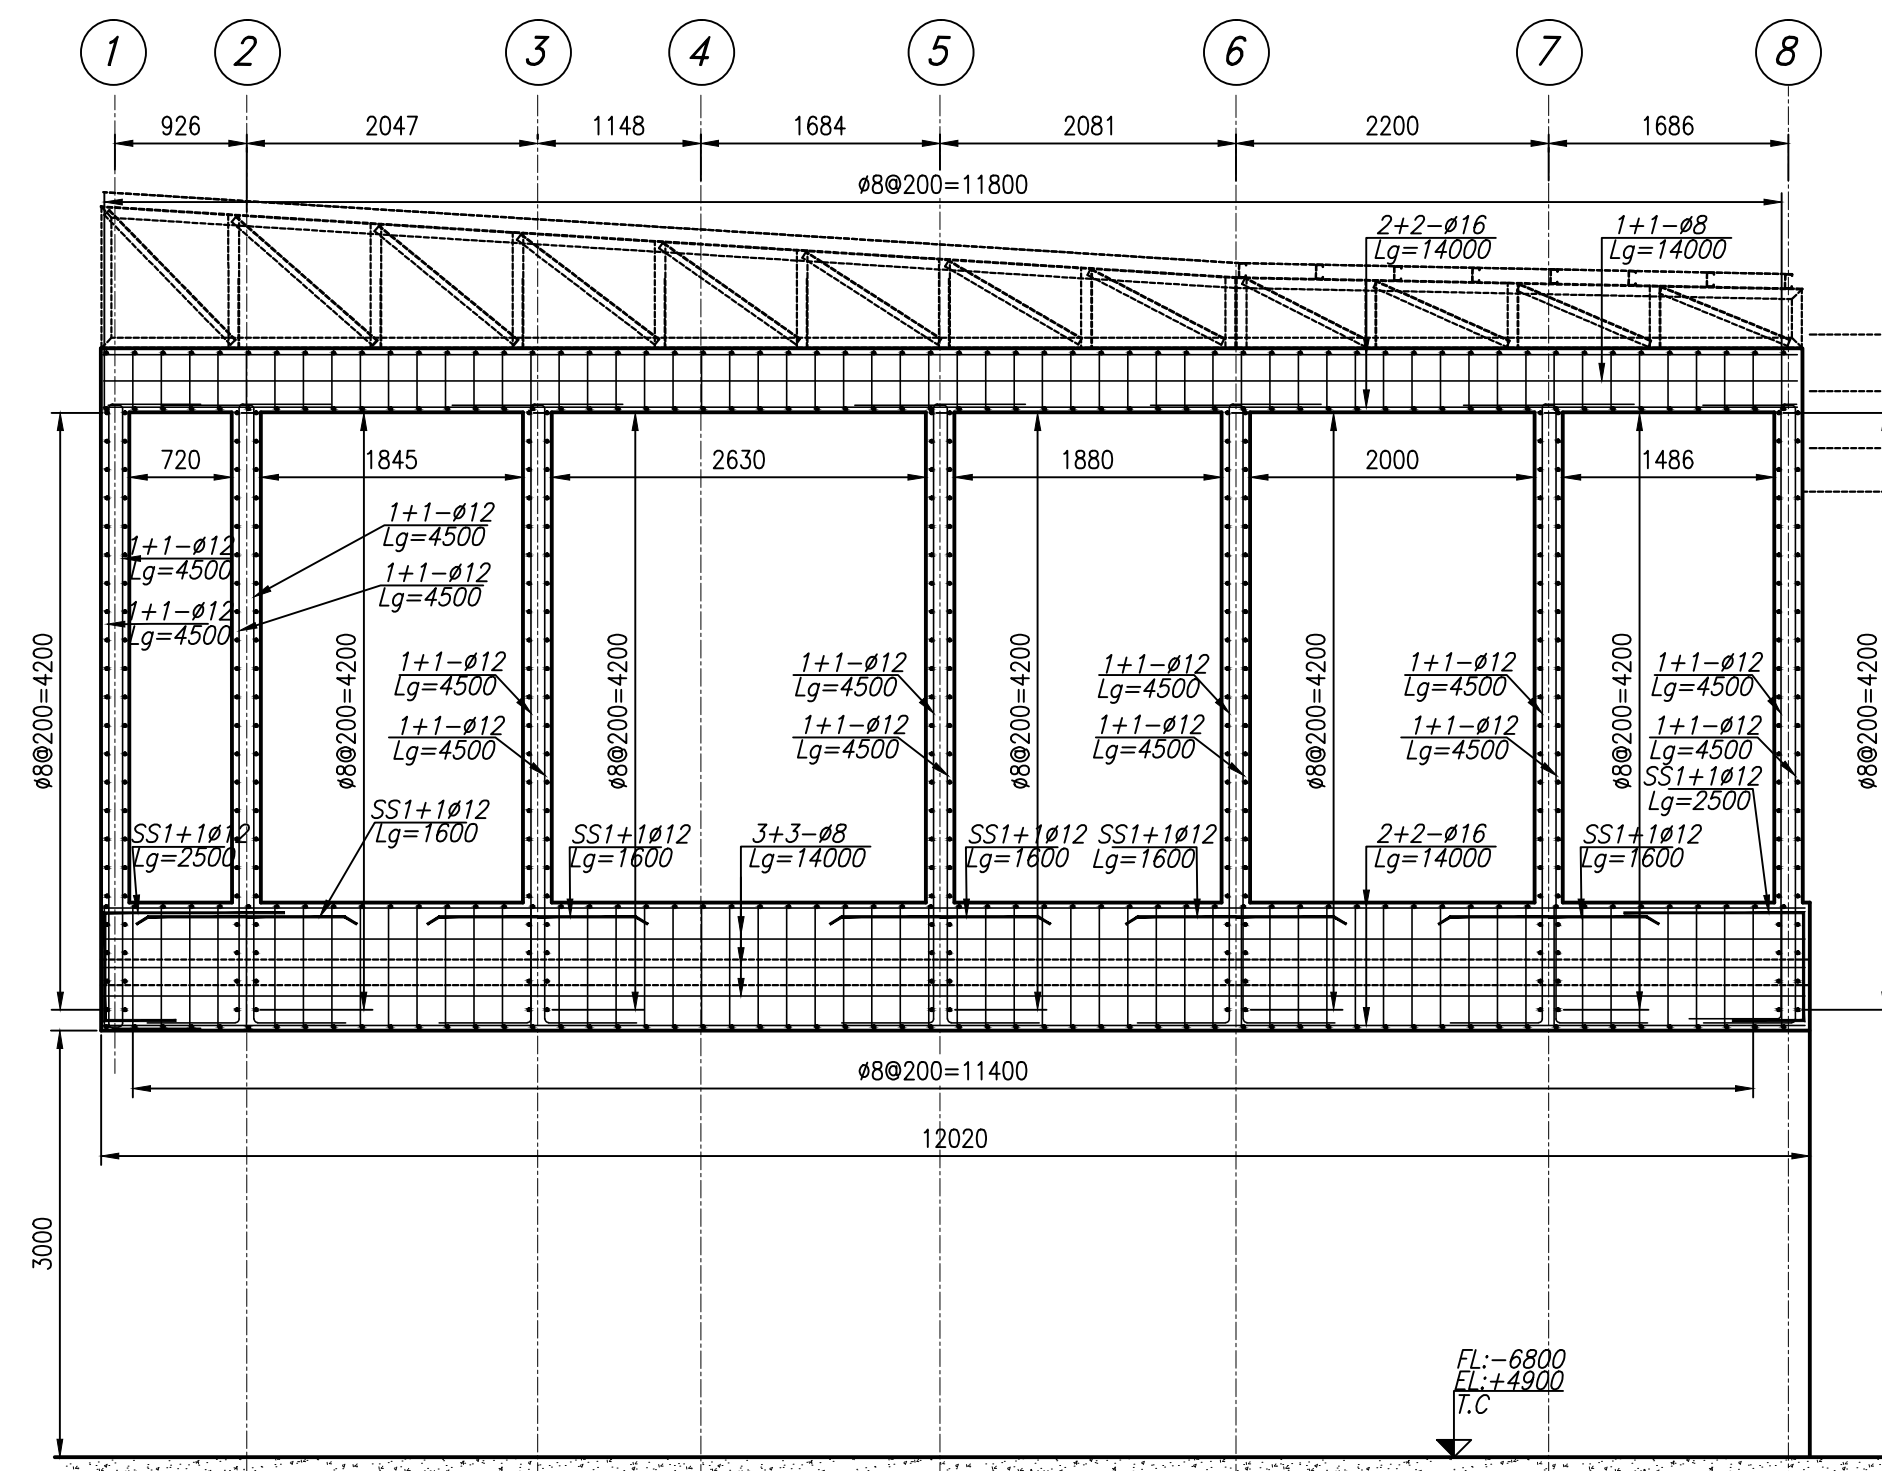 1 2 3 4 5 6 7 8
926 2047 1148 1684 2081 2200 1686
ø8@200=11800
2+2-ø16
Lg=14000
1+1-ø8
Lg=14000
720 1845 2630 1880 2000 1486
1+1-ø12
Lg=4500
1+1-ø12
Lg=4500
1+1-ø12
Lg=4500
1+1-ø12
Lg=4500
ø8@200=4200
ø8@200=4200
ø8@200=4200
ø8@200=4200
ø8@200=4200
ø8@200=4200
ø8@200=4200
1+1-ø12
Lg=4500
1+1-ø12
Lg=4500
1+1-ø12
Lg=4500
1+1-ø12
Lg=4500
1+1-ø12
Lg=4500
1+1-ø12
Lg=4500
1+1-ø12
Lg=4500
1+1-ø12
Lg=4500
1+1-ø12
Lg=4500
1+1-ø12
Lg=4500
SS1+1ø12
Lg=2500
SS1+1ø12
Lg=2500
SS1+1ø12
Lg=1600
SS1+1ø12
Lg=1600
3+3-ø8
Lg=14000
SS1+1ø12
Lg=1600
SS1+1ø12
Lg=1600
2+2-ø16
Lg=14000
SS1+1ø12
Lg=1600
ø8@200=11400
12020
3000
FL:-6800
EL:+4900
T.C